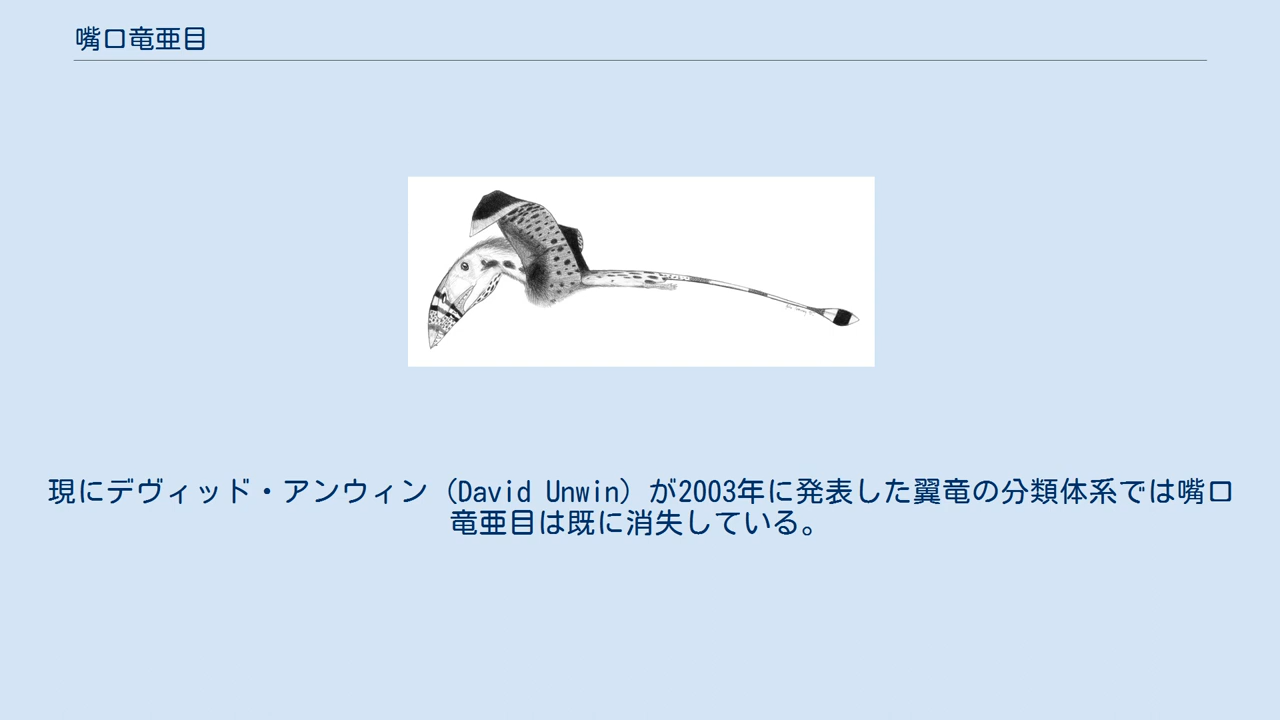 嘴口竜亜目
現にデヴィッド・アンウィン（David Unwin）が2003年に発表した翼竜の分類体系では嘴口
竜亜目は既に消失している。